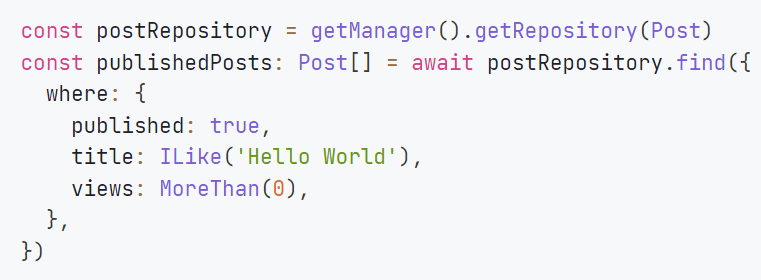 const postRepository = getManager().getRepository(Post)
const publishedPosts: Post[] = await postRepository.find({
  where: {
    published: true,
    title: ILike('Hello World'),
    views: MoreThan(0),
  },
})